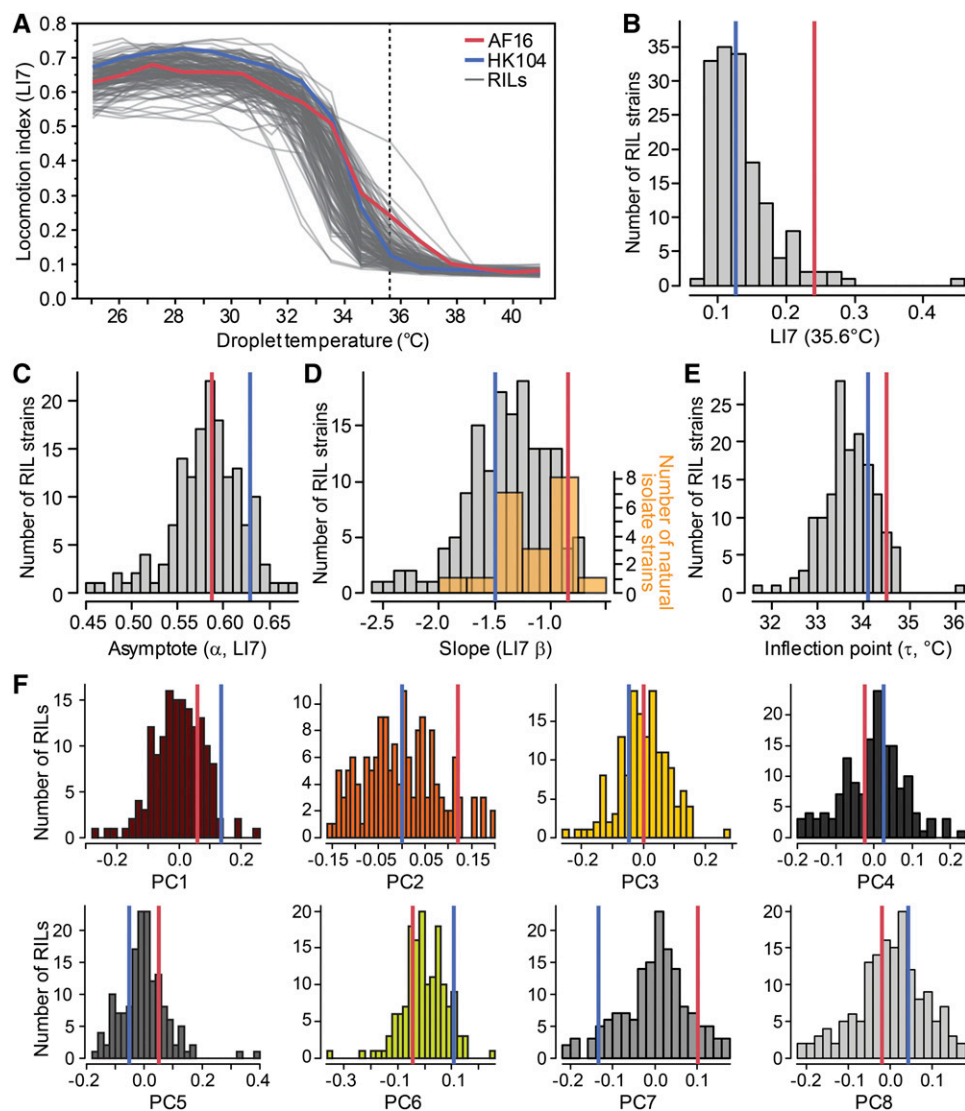 A
Locomotion index (LI7)
0.8
0.7
0.6
0.5
0.4
0.3
0.2
0.1
0.0
AF16
HK104
RILs
26 28 30 32 34 36 38 40
Droplet temperature (°C)
B
Number of RIL strains
35
30
25
20
15
10
5
0
0.1 0.2 0.3 0.4
LI7 (35.6°C)
C
Number of RIL strains
20
15
10
5
0
0.45 0.50 0.55 0.60 0.65
Asymptote (α, LI7)
D
Number of RIL strains
15
10
5
0
-2.5 -2.0 -1.5 -1.0
Slope (LI7 β)
8
6
4
2
0
Number of natural
isolate strains
E
Number of RIL strains
25
20
15
10
5
0
32 33 34 35 36
Inflection point (τ, °C)
F
Number of RILs
15
10
5
0
-0.2 0.0 0.2
PC1
10
8
6
4
2
0
-0.15 -0.05 0.05 0.15
PC2
15
10
5
0
-0.2 0.0 0.2
PC3
20
15
10
5
0
-0.2 -0.1 0.0 0.1 0.2
PC4
Number of RILs
20
15
10
5
0
-0.2 0.0 0.2 0.4
PC5
20
15
10
5
0
-0.3 -0.1 0.1
PC6
20
15
10
5
0
-0.2 -0.1 0.0 0.1
PC7
20
15
10
5
0
-0.2 -0.1 0.0 0.1
PC8